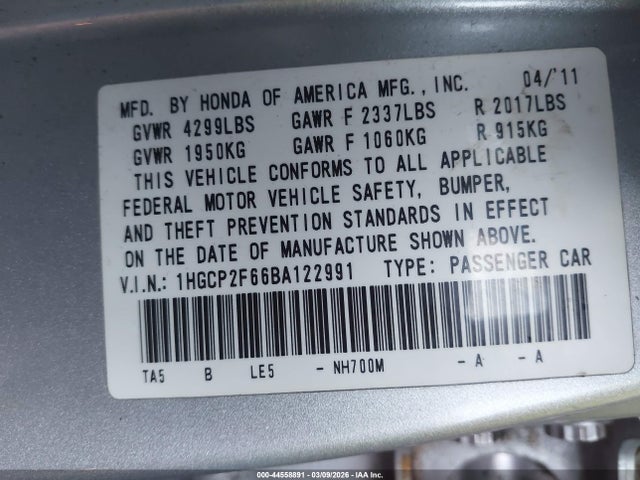 MFD. BY HONDA OF AMERICA MFG., INC. 04/'11
GVWR 4299LBS GAWR F 2337LBS R 2017LBS
GVWR 1950KG GAWR F 1060KG R 915KG
THIS VEHICLE CONFORMS TO ALL APPLICABLE
FEDERAL MOTOR VEHICLE SAFETY, BUMPER,
AND THEFT PREVENTION STANDARDS IN EFFECT
ON THE DATE OF MANUFACTURE SHOWN ABOVE.
V.I.N.: 1HGCP2F66BA122991 TYPE: PASSENGER CAR
TA5 B LE5 - NH700M - A - A
000-44558891 - 03/09/2026 - IAA Inc.